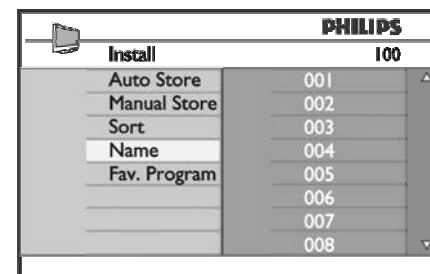 PHILIPS
Install 100
Auto Store 001
Manual Store 002
Sort 003
Name 004
Fav. Program 005
006
007
008